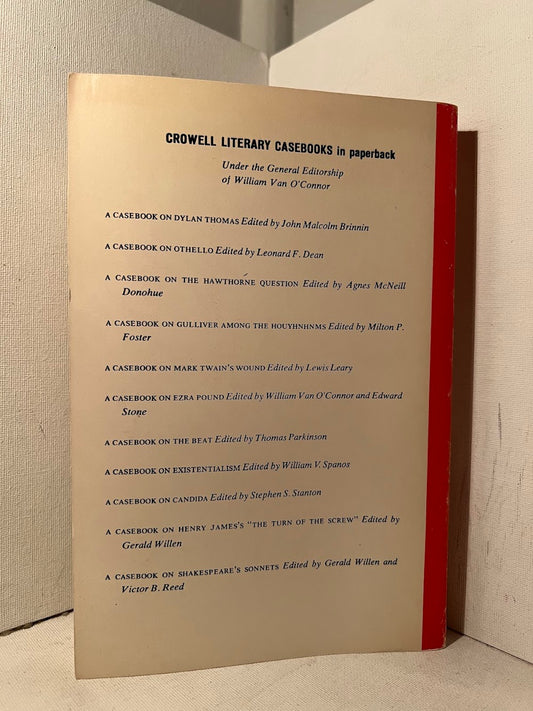 CROWELL LITERARY CASEBOOKS in paperback
Under the General Editorship
of William Van O'Connor
A CASEBOOK ON DYLAN THOMAS Edited by John Malcolm Brinnin
A CASEBOOK ON OTHELLO Edited by Leonard F. Dean
A CASEBOOK ON THE HAWTHORNE QUESTION Edited by Agnes McNeill
Donohue
A CASEBOOK ON GULLIVER AMONG THE HOUYHNHNMS Edited by Milton P.
Foster
A CASEBOOK ON MARK TWAIN'S WOUND Edited by Lewis Leary
A CASEBOOK ON EZRA POUND Edited by William Van O'Connor and Edward
Stone
A CASEBOOK ON THE BEAT Edited by Thomas Parkinson
A CASEBOOK ON EXISTENTIALISM Edited by William V. Spanos
A CASEBOOK ON CANDIDA Edited by Stephen S. Stanton
A CASEBOOK ON HENRY JAMES'S "THE TURN OF THE SCREW" Edited by
Gerald Willen
A CASEBOOK ON SHAKESPEARE'S SONNETS Edited by Gerald Willen and
Victor B. Reed